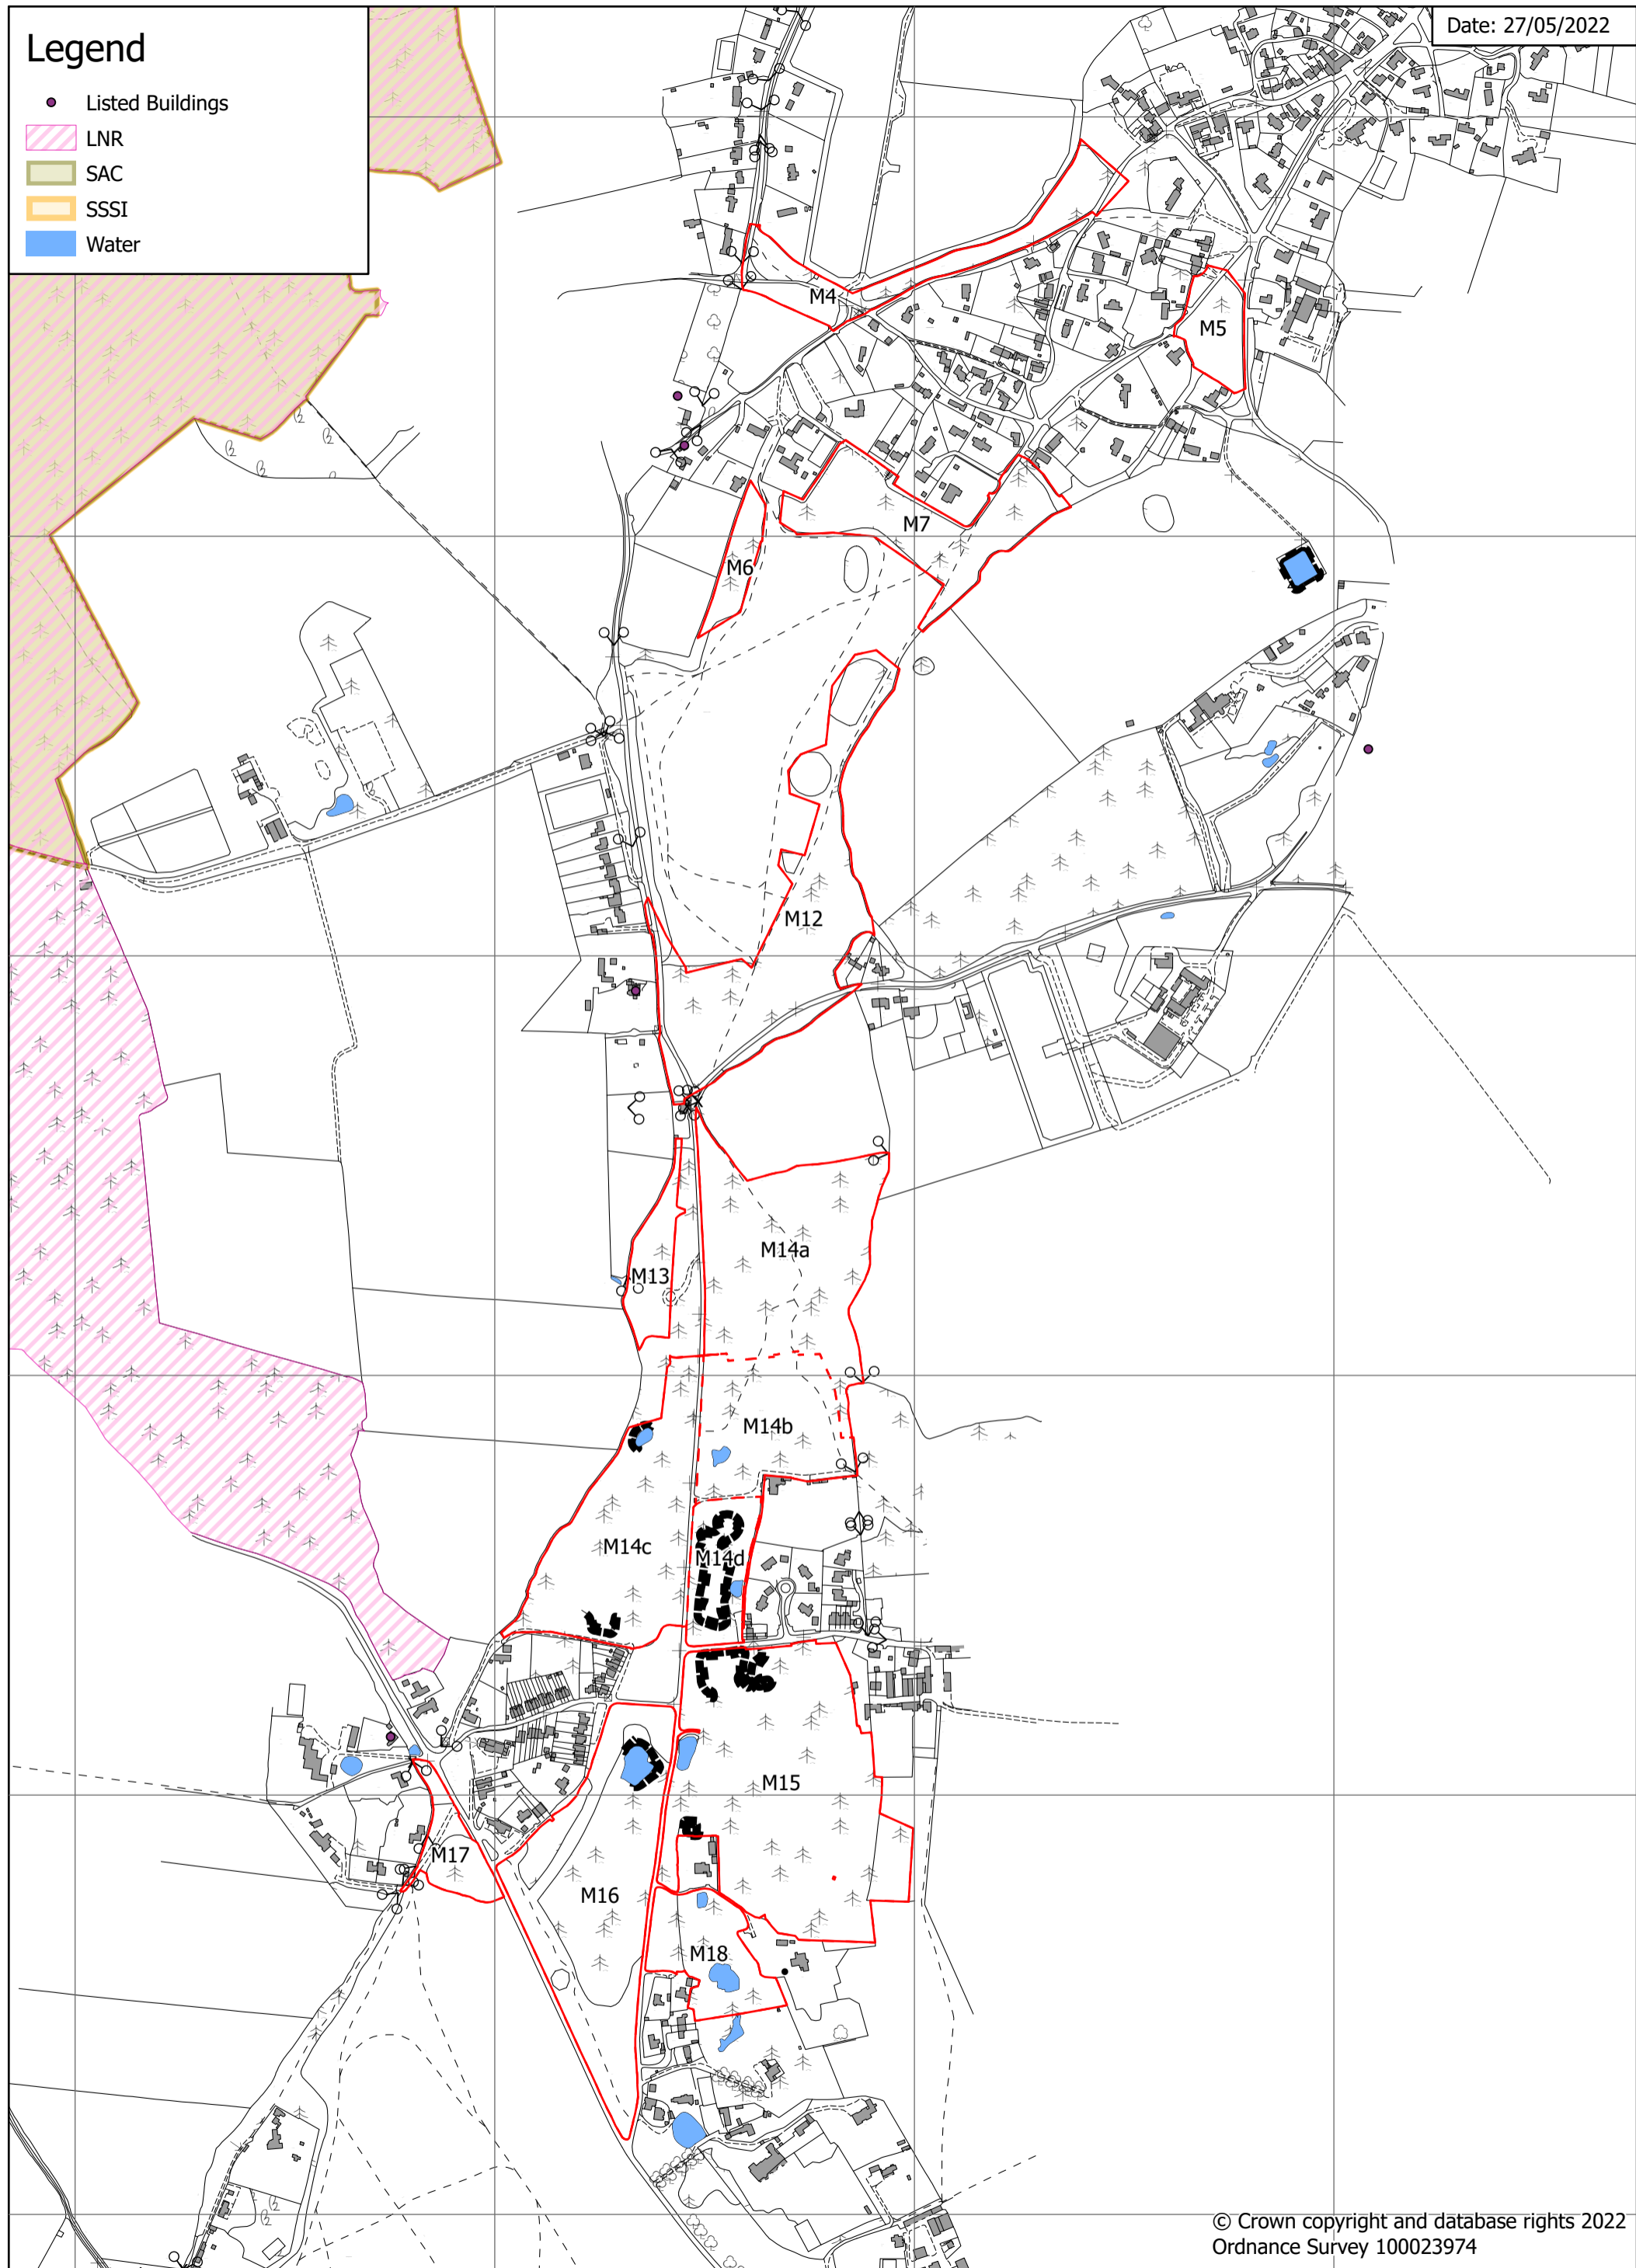 Legend
Listed Buildings
LNR
SAC
SSSI
Water
Date: 27/05/2022
M4
M5
M7
M6
M12
M14a
M13
M14b
M14c
M14d
M15
M17
M16
M18
© Crown copyright and database rights 2022
Ordnance Survey 100023974